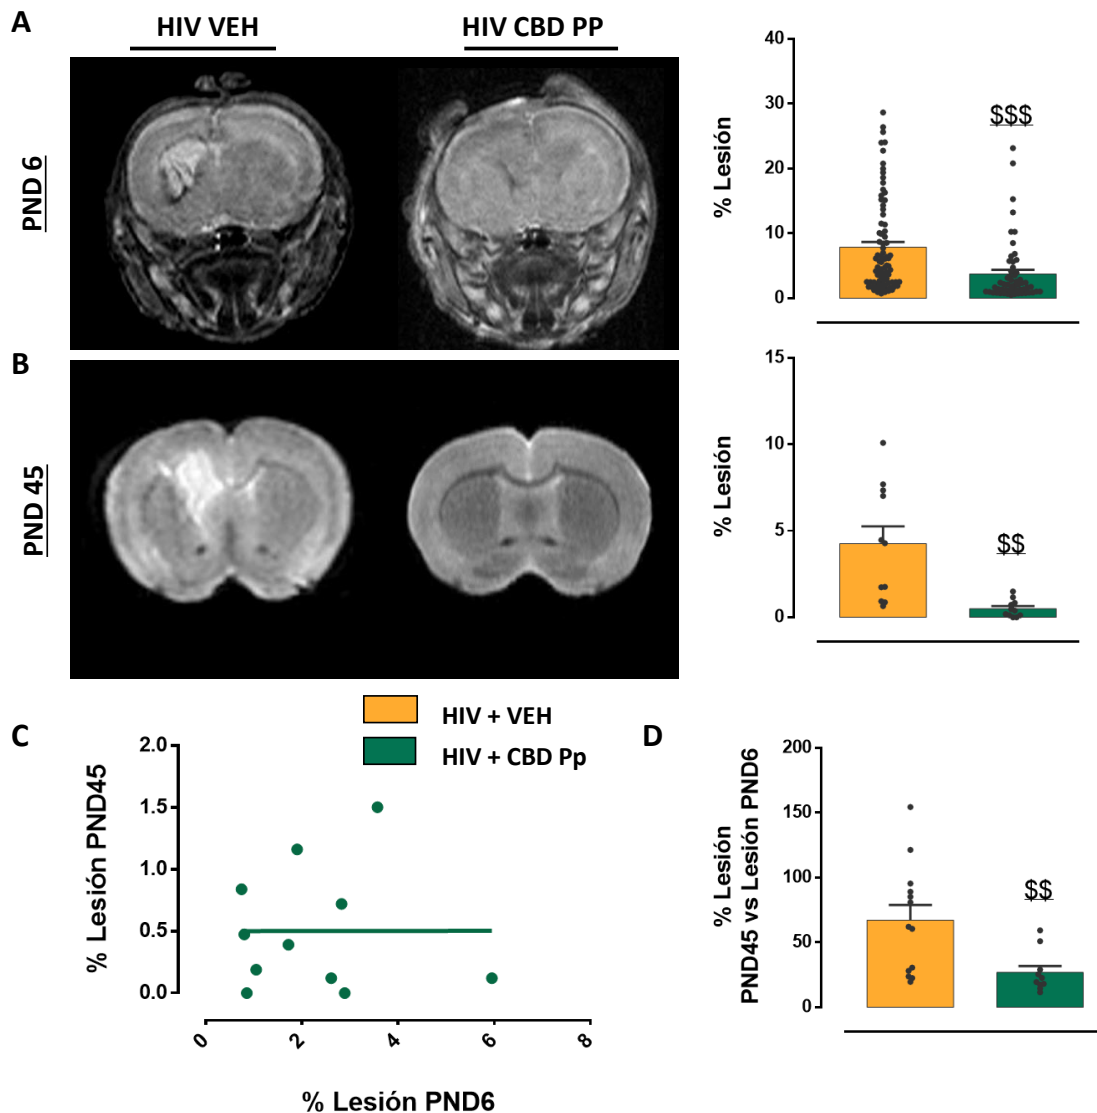 A
HIV VEH
HIV CBD PP
PND 6
% Lesión
40
30
20
10
0
$$$
B
PND 45
% Lesión
15
10
5
0
$$
HIV + VEH
HIV + CBD Pp
C
% Lesión PND45
2.0
1.5
1.0
0.5
0.0
0
2
4
6
8
% Lesión PND6
D
% Lesión
PND45 vs Lesión PND6
200
150
100
50
0
$$